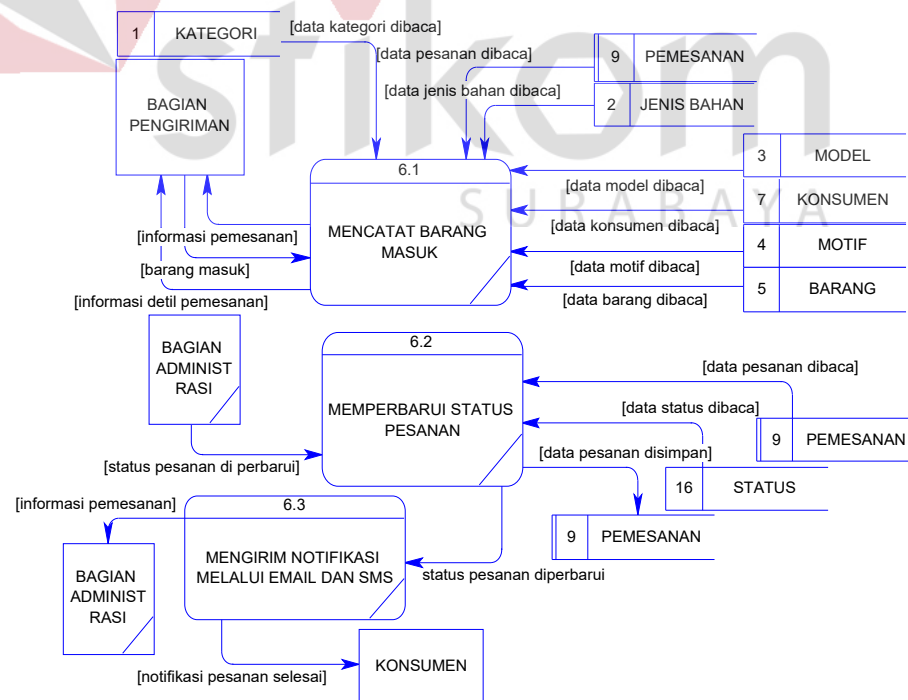 stikom
SURABAYA
1 KATEGORI
[data kategori dibaca]
[data pesanan dibaca]
9 PEMESANAN
[data jenis bahan dibaca]
2 JENIS BAHAN
BAGIAN
PENGIRIMAN
3 MODEL
[data model dibaca]
7 KONSUMEN
[data konsumen dibaca]
4 MOTIF
[data motif dibaca]
5 BARANG
[data barang dibaca]
6.1
MENCATAT BARANG
MASUK
[informasi pemesanan]
[barang masuk]
[informasi detil pemesanan]
BAGIAN
ADMINIST
RASI
6.2
MEMPERBARUI STATUS
PESANAN
[data pesanan dibaca]
[data status dibaca]
9 PEMESANAN
[data pesanan disimpan]
[status pesanan di perbarui]
16 STATUS
9 PEMESANAN
[informasi pemesanan]
6.3
MENGIRIM NOTIFIKASI
MELALUI EMAIL DAN SMS
status pesanan diperbarui
BAGIAN
ADMINIST
RASI
[notifikasi pesanan selesai]
KONSUMEN